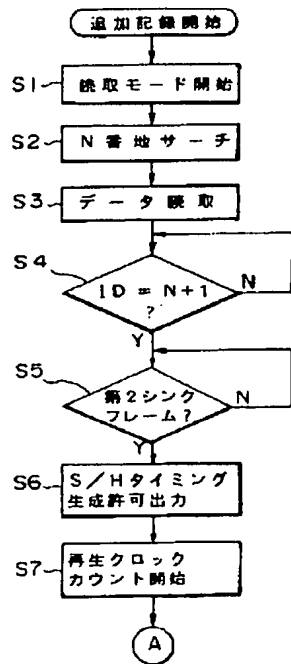 追加記録開始
S1
読取モード開始
S2
N番地サーチ
S3
データ読取
S4
ID=N+1
?
N
Y
S5
第2シンク
フレーム?
N
Y
S6
S/Hタイミング
生成許可出力
S7
再生クロック
カウント開始
A